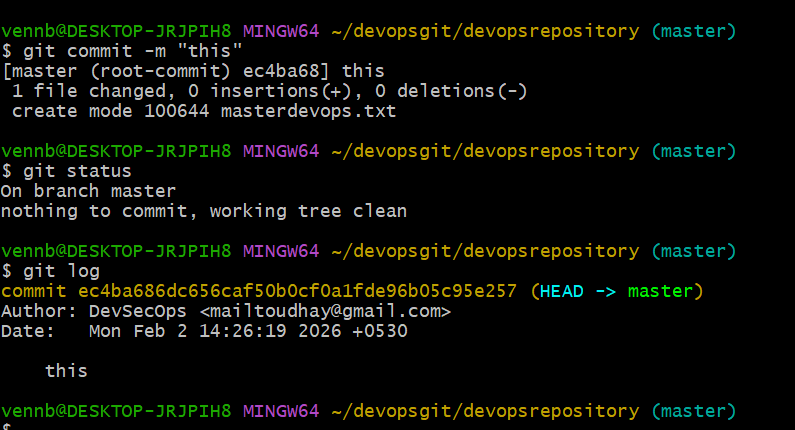 vennb@DESKTOP-JRJPIH8 MINGW64 ~/devopsgit/devopsrepository (master)
$ git commit -m "this"
[master (root-commit) ec4ba68] this
 1 file changed, 0 insertions(+), 0 deletions(-)
 create mode 100644 masterdevops.txt
vennb@DESKTOP-JRJPIH8 MINGW64 ~/devopsgit/devopsrepository (master)
$ git status
On branch master
nothing to commit, working tree clean
vennb@DESKTOP-JRJPIH8 MINGW64 ~/devopsgit/devopsrepository (master)
$ git log
commit ec4ba686dc656caf50b0cf0a1fde96b05c95e257 (HEAD -> master)
Author: DevSecOps <mailtoudhay@gmail.com>
Date:   Mon Feb 2 14:26:19 2026 +0530
    this
vennb@DESKTOP-JRJPIH8 MINGW64 ~/devopsgit/devopsrepository (master)
$